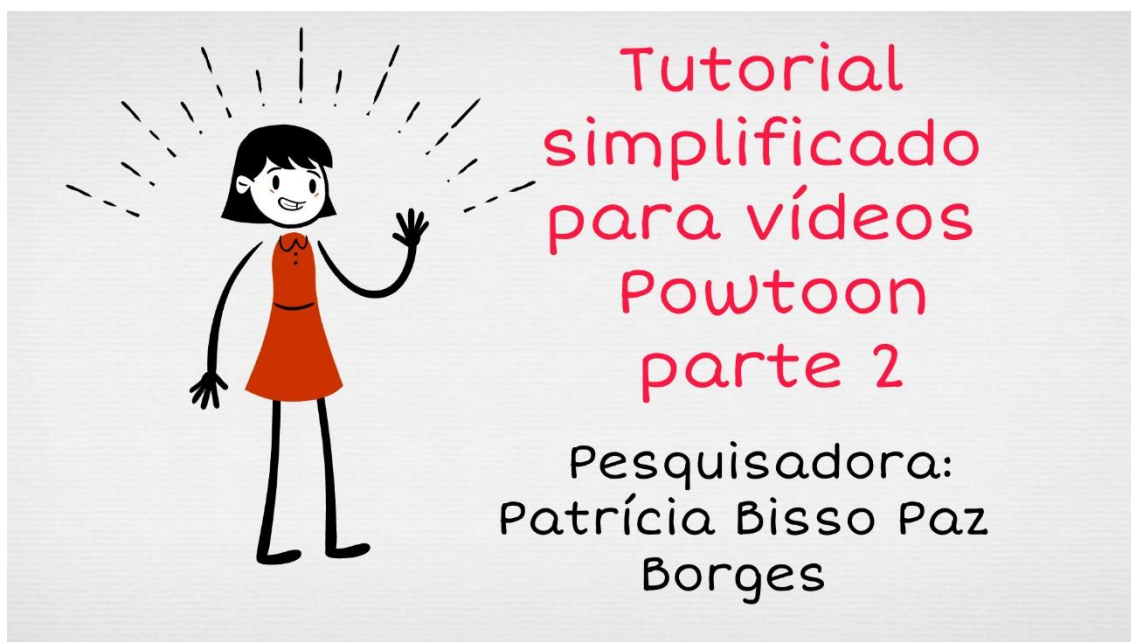 Tutorial
simplificado
para vídeos
Powtoon
parte 2
Pesquisadora:
Patrícia Bisso Paz
Borges